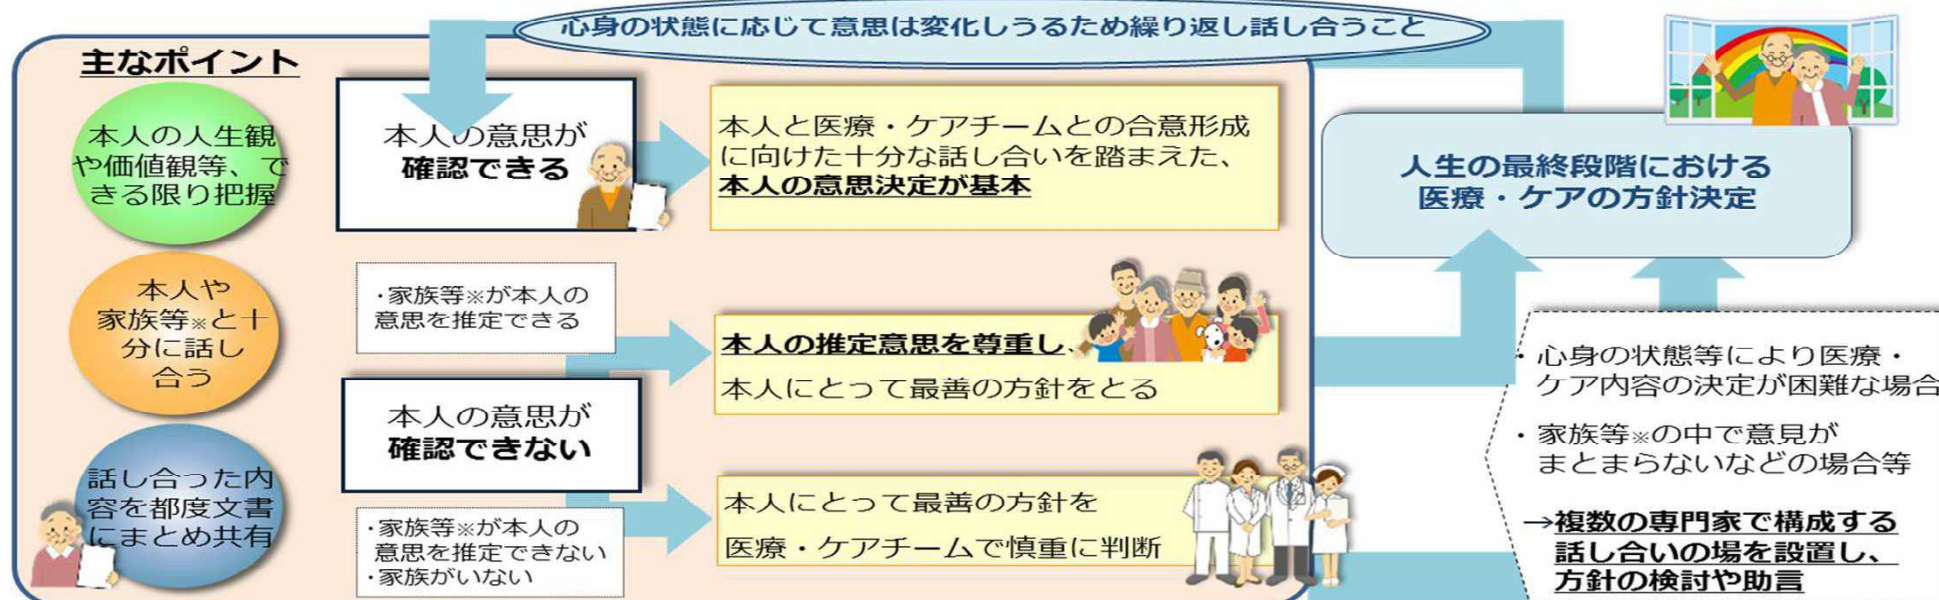 心身の状態に応じて意思は変化しうるため繰り返し話し合うこと
主なポイント
本人の人生観
や価値観等、で
きる限り把握
本人や
家族等※と十
分に話し
合う
話し合った内
容を都度文書
にまとめ共有
本人の意思が
確認できる
本人と医療・ケアチームとの合意形成
に向けた十分な話し合いを踏まえた、
本人の意思決定が基本
・家族等※が本人の
意思を推定できる
本人の推定意思を尊重し、
本人にとって最善の方針をとる
本人の意思が
確認できない
・家族等※が本人の
意思を推定できない
・家族がいない
本人にとって最善の方針を
医療・ケアチームで慎重に判断
人生の最終段階における
医療・ケアの方針決定
・心身の状態等により医療・
ケア内容の決定が困難な場合
・家族等※の中で意見が
まとまらないなどの場合等
→複数の専門家で構成する
話し合いの場を設置し、
方針の検討や助言